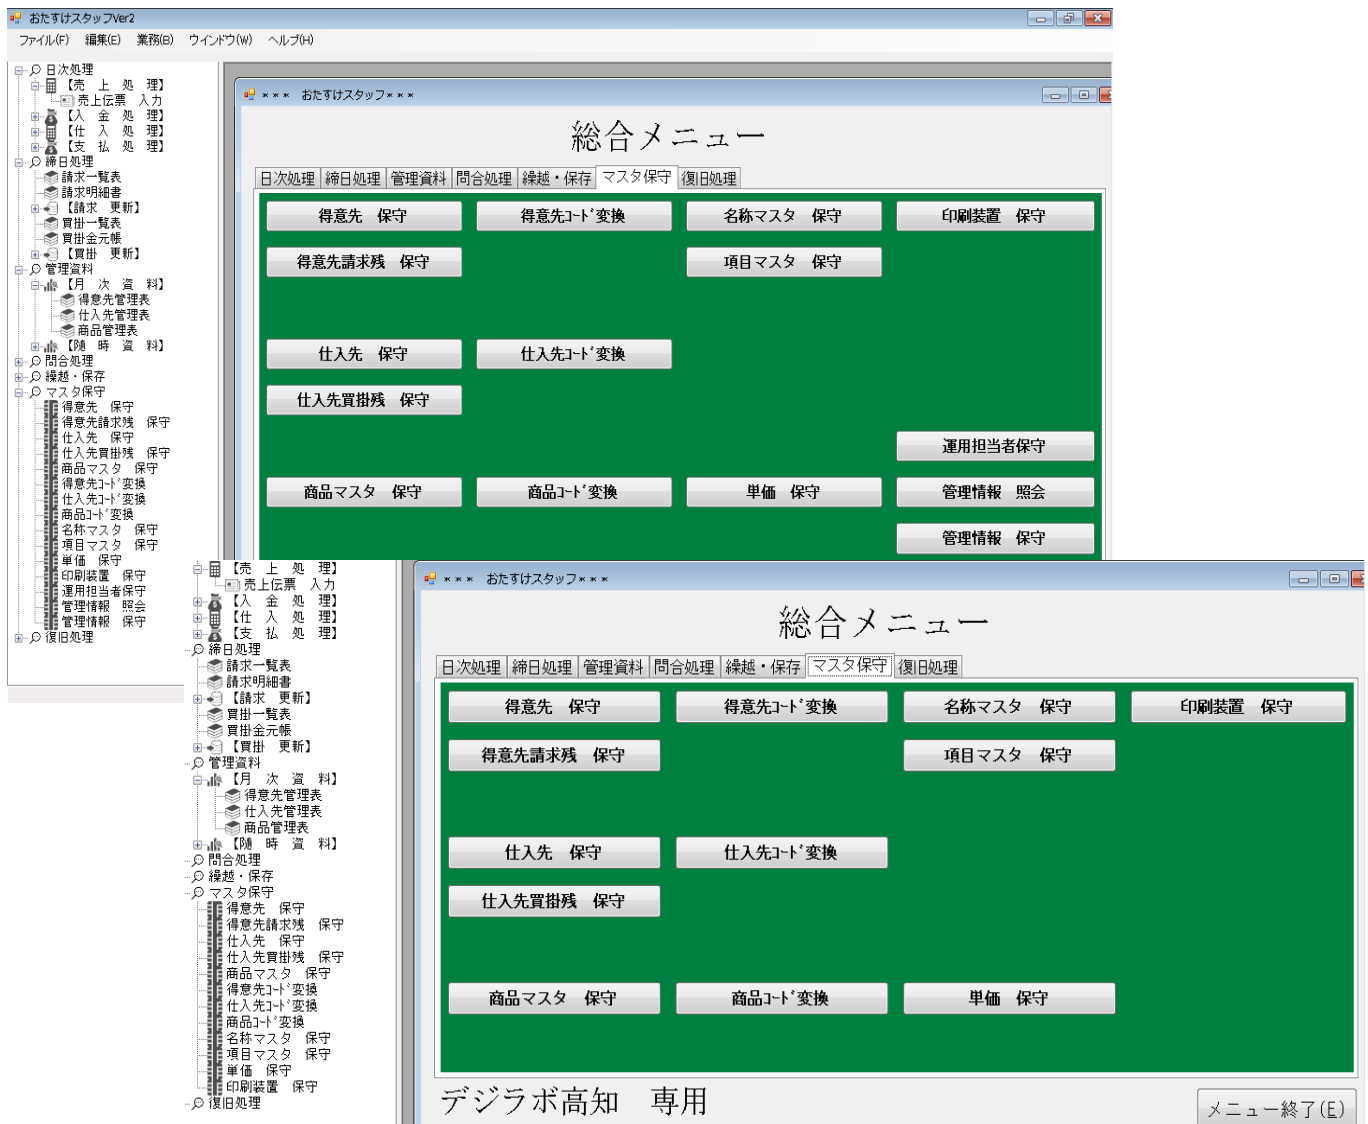 おたすけスタッフVer2
ファイル(F) 編集(E) 業務(B) ウインドウ(W) ヘルプ(H)
日次処理
【売 上 処 理】
売上伝票 入力
【入 金 処 理】
【仕 入 処 理】
【支 払 処 理】
締日処理
請求一覧表
請求明細書
【請求 更新】
買掛一覧表
買掛金元帳
【買掛 更新】
管理資料
【月 次 資 料】
得意先管理表
仕入先管理表
商品管理表
【随 時 資 料】
問合処理
繰越・保存
マスタ保守
得意先 保守
得意先請求残 保守
仕入先 保守
仕入先買掛残 保守
商品マスタ 保守
得意先ｺｰﾄﾞ変換
仕入先ｺｰﾄﾞ変換
商品ｺｰﾄﾞ変換
名称マスタ 保守
項目マスタ 保守
単価 保守
印刷装置 保守
運用担当者保守
管理情報 照会
管理情報 保守
復旧処理
*** おたすけスタッフ***
総合メニュー
日次処理 締日処理 管理資料 問合処理 繰越・保存 マスタ保守 復旧処理
得意先 保守 得意先ｺｰﾄﾞ変換 名称マスタ 保守 印刷装置 保守
得意先請求残 保守 項目マスタ 保守
仕入先 保守 仕入先ｺｰﾄﾞ変換
仕入先買掛残 保守
運用担当者保守
商品マスタ 保守 商品ｺｰﾄﾞ変換 単価 保守 管理情報 照会
管理情報 保守
【売 上 処 理】
売上伝票 入力
【入 金 処 理】
【仕 入 処 理】
【支 払 処 理】
締日処理
請求一覧表
請求明細書
【請求 更新】
買掛一覧表
買掛金元帳
【買掛 更新】
管理資料
【月 次 資 料】
得意先管理表
仕入先管理表
商品管理表
【随 時 資 料】
問合処理
繰越・保存
マスタ保守
得意先 保守
得意先請求残 保守
仕入先 保守
仕入先買掛残 保守
商品マスタ 保守
得意先ｺｰﾄﾞ変換
仕入先ｺｰﾄﾞ変換
商品ｺｰﾄﾞ変換
名称マスタ 保守
項目マスタ 保守
単価 保守
印刷装置 保守
復旧処理
*** おたすけスタッフ***
総合メニュー
日次処理 締日処理 管理資料 問合処理 繰越・保存 マスタ保守 復旧処理
得意先 保守 得意先ｺｰﾄﾞ変換 名称マスタ 保守 印刷装置 保守
得意先請求残 保守 項目マスタ 保守
仕入先 保守 仕入先ｺｰﾄﾞ変換
仕入先買掛残 保守
商品マスタ 保守 商品ｺｰﾄﾞ変換 単価 保守
デジラボ高知 専用
メニュー終了(E)